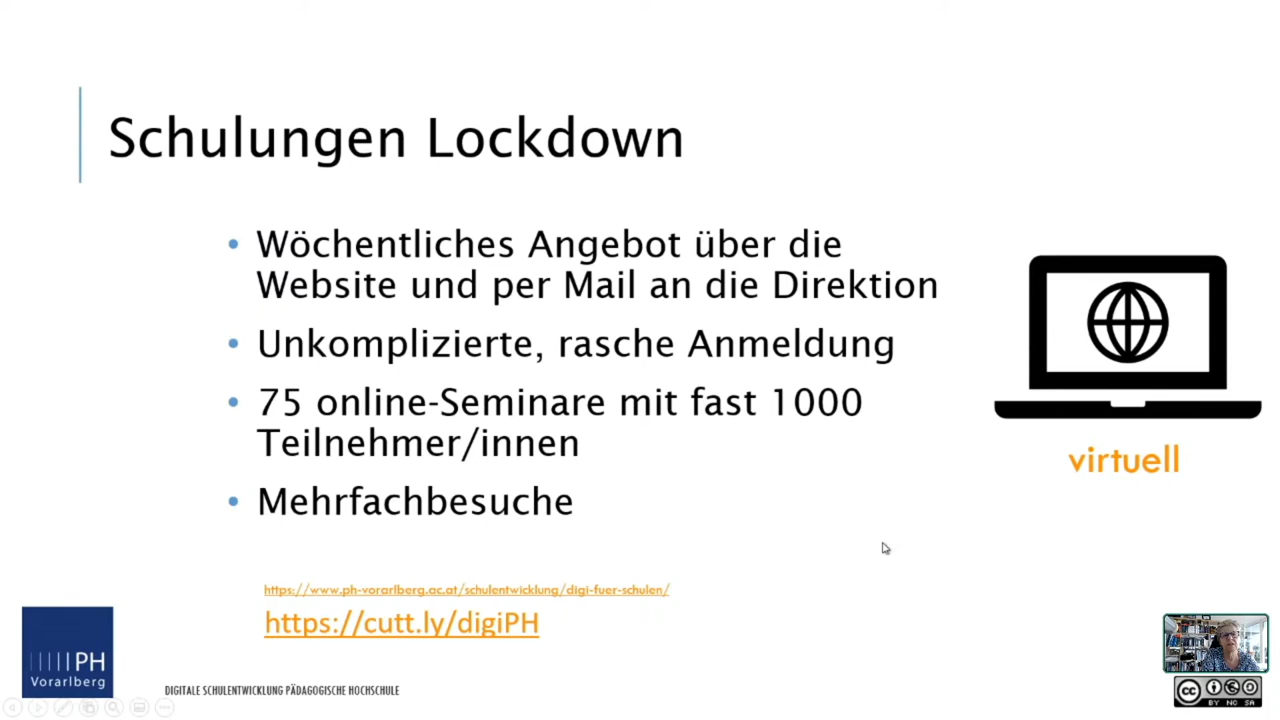 Schulungen Lockdown
• Wöchentliches Angebot über die
Website und per Mail an die Direktion
• Unkomplizierte, rasche Anmeldung
• 75 online-Seminare mit fast 1000
Teilnehmer/innen
• Mehrfachbesuche
virtuell
https://www.ph-vorarlberg.ac.at/schulentwicklung/digi-fuer-schulen/
https://cutt.ly/digiPH
PH
Vorarlberg
DIGITALE SCHULENTWICKLUNG PÄDAGOGISCHE HOCHSCHULE
cc
BY NC SA